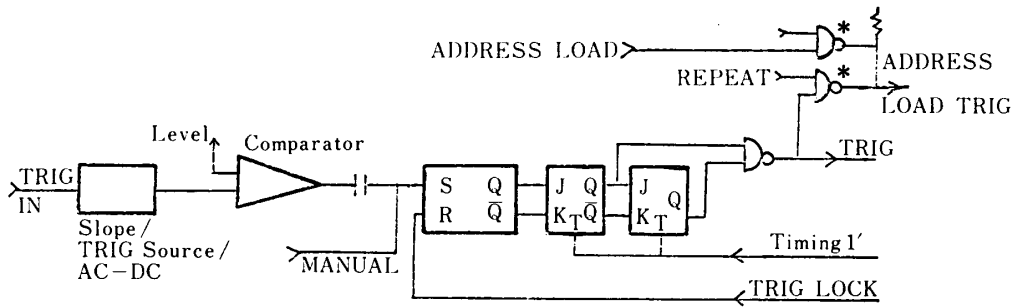 ADDRESS LOAD
*
ADDRESS
REPEAT
*
LOAD TRIG
Level
Comparator
TRIG
TRIG
IN
S Q
R Q̅
J Q
K T Q̅
J Q
K T
Slope/
TRIG Source/
AC-DC
MANUAL
Timing 1′
TRIG LOCK